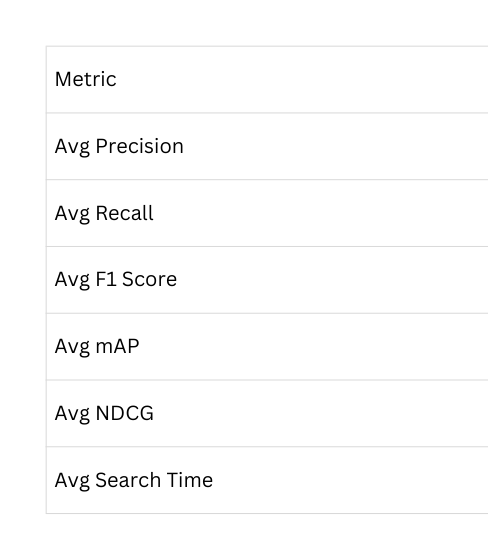 Metric
Avg Precision
Avg Recall
Avg F1 Score
Avg mAP
Avg NDCG
Avg Search Time